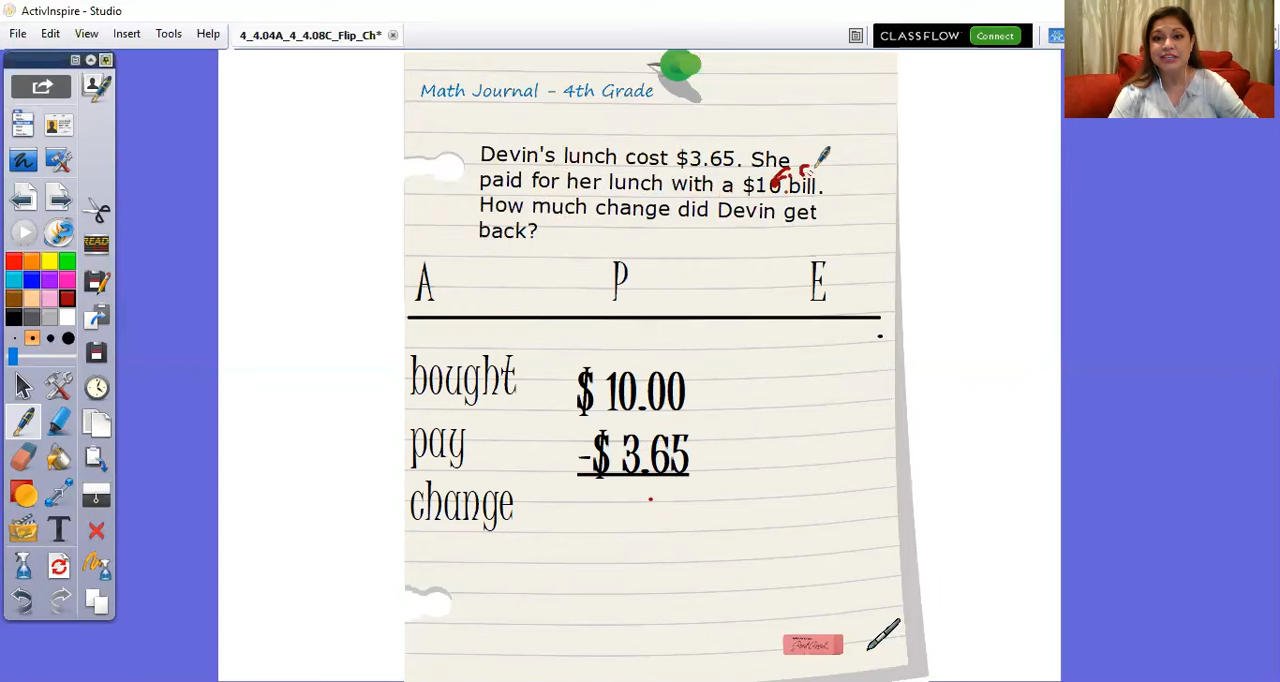 ActivInspire - Studio
File Edit View Insert Tools Help
4_4.04A_4_4.08C_Flip_Ch*
CLASSFLOW Connect
READ
Math Journal - 4th Grade
Devin's lunch cost $3.65. She
paid for her lunch with a $10 bill.
How much change did Devin get
back?
A P E
bought
pay
change
$ 10.00
-$ 3.65